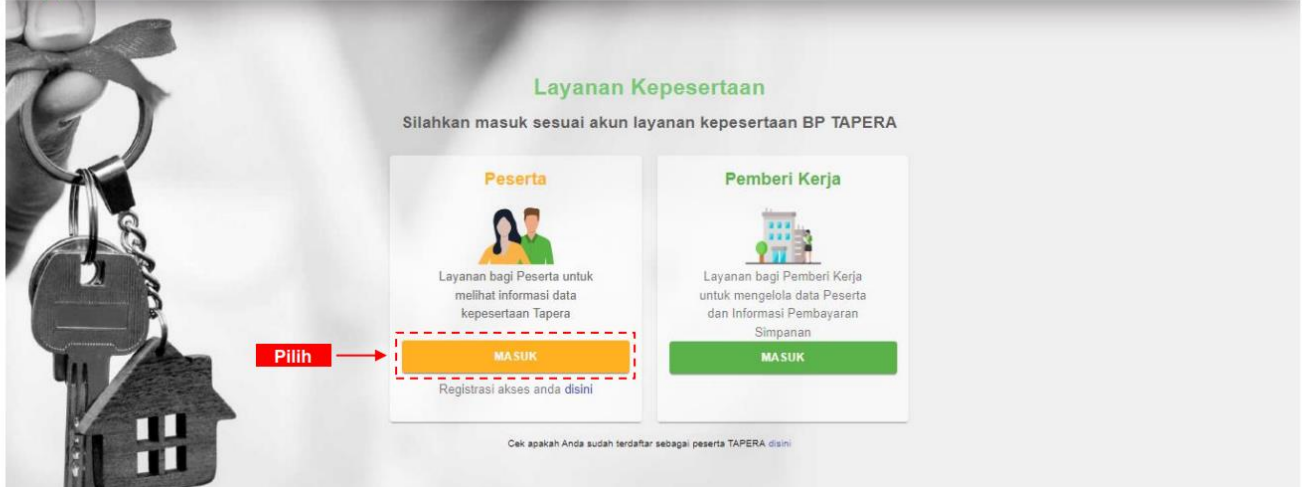 Layanan Kepesertaan
Silahkan masuk sesuai akun layanan kepesertaan BP TAPERA
Peserta
Layanan bagi Peserta untuk
melihat informasi data
kepesertaan Tapera
Pilih
MASUK
Registrasi akses anda disini
Pemberi Kerja
Layanan bagi Pemberi Kerja
untuk mengelola data Peserta
dan Informasi Pembayaran
Simpanan
MASUK
Cek apakah Anda sudah terdaftar sebagai peserta TAPERA disini